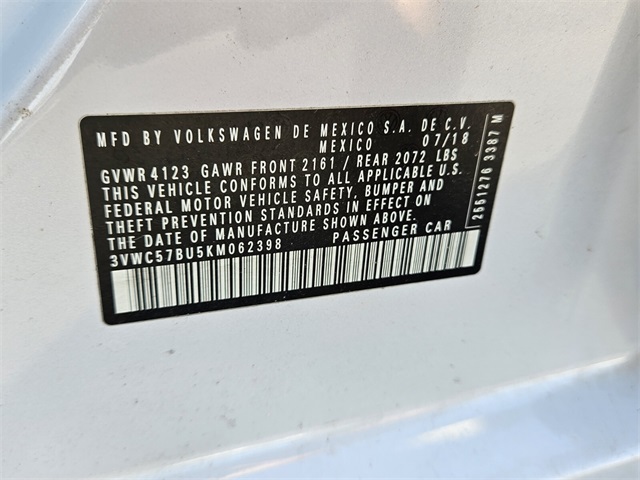 MFD BY VOLKSWAGEN DE MEXICO S.A. DE C.V.
MEXICO 07/18
GVWR 4123 GAWR FRONT 2161 / REAR 2072 LBS
THIS VEHICLE CONFORMS TO ALL APPLICABLE U.S.
FEDERAL MOTOR VEHICLE SAFETY, BUMPER AND
THEFT PREVENTION STANDARDS IN EFFECT ON
THE DATE OF MANUFACTURE SHOWN ABOVE.
3VWC57BU5KM062398 PASSENGER CAR
2551276 3387 M